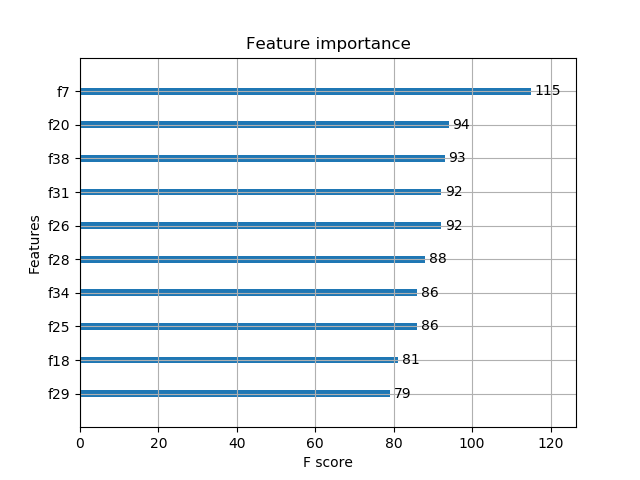 Feature importance
Features
f7 115
f20 94
f38 93
f31 92
f26 92
f28 88
f34 86
f25 86
f18 81
f29 79
0 20 40 60 80 100 120
F score